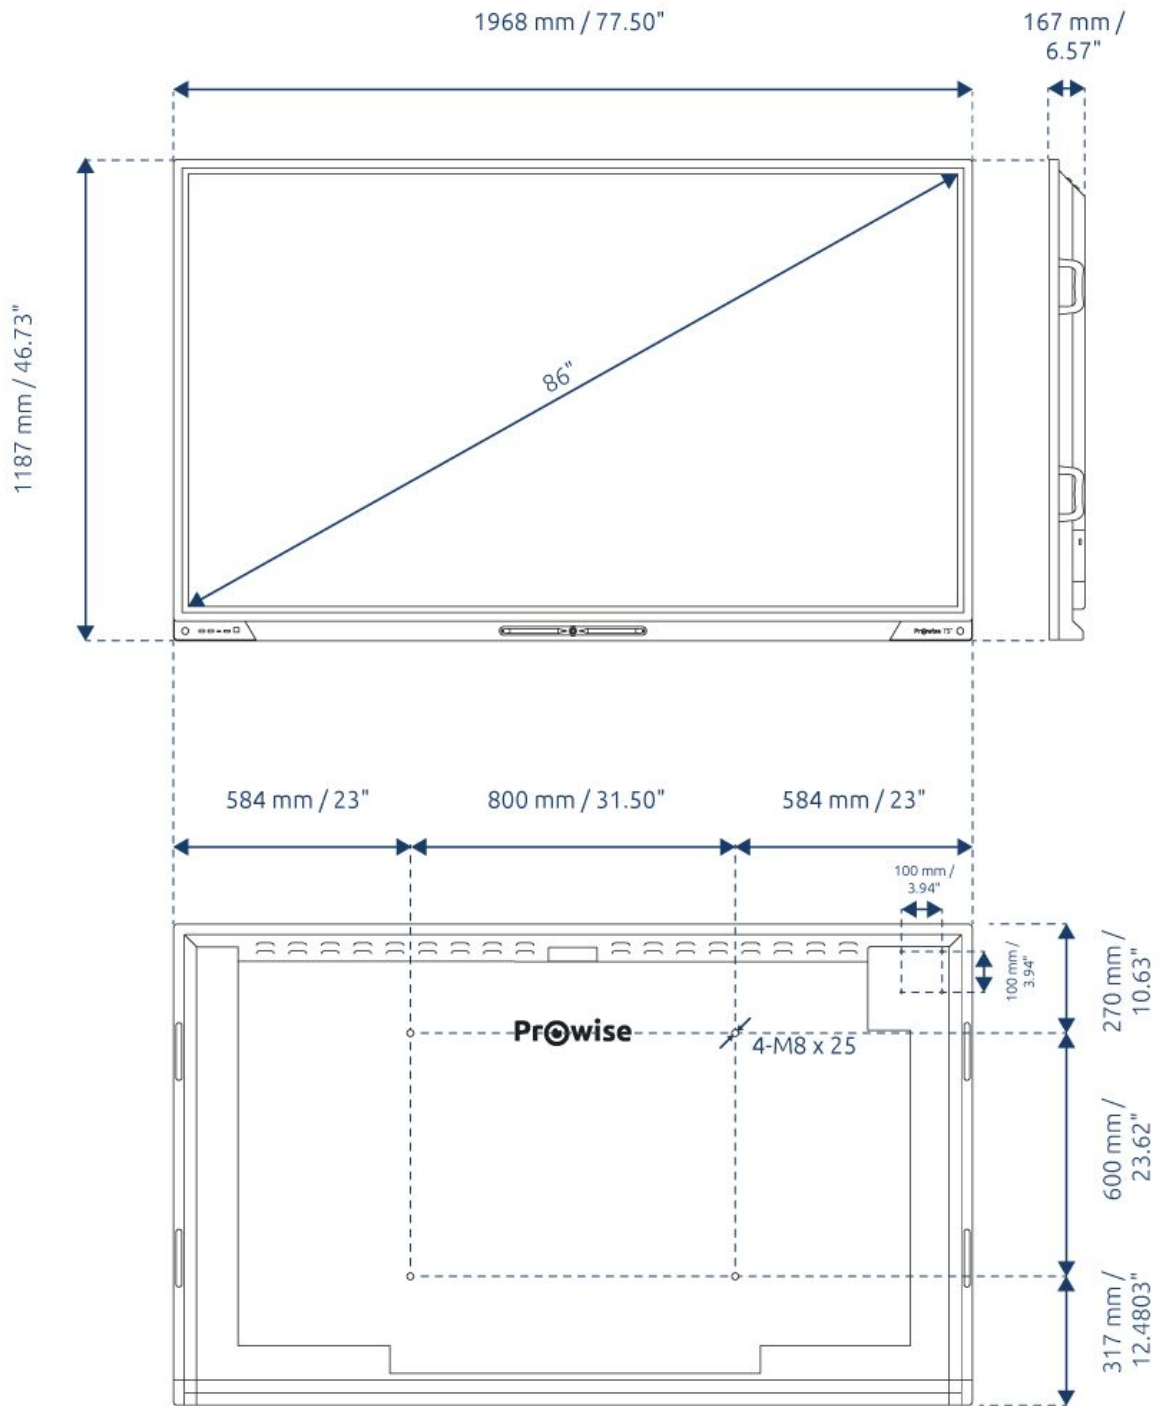 1968 mm / 77.50"
167 mm /
6.57"
1187 mm / 46.73"
86"
Prowise TS"
584 mm / 23"
800 mm / 31.50"
584 mm / 23"
100 mm /
3.94"
100 mm /
3.94"
270 mm /
10.63"
Prowise
4-M8 x 25
600 mm /
23.62"
317 mm /
12.4803"